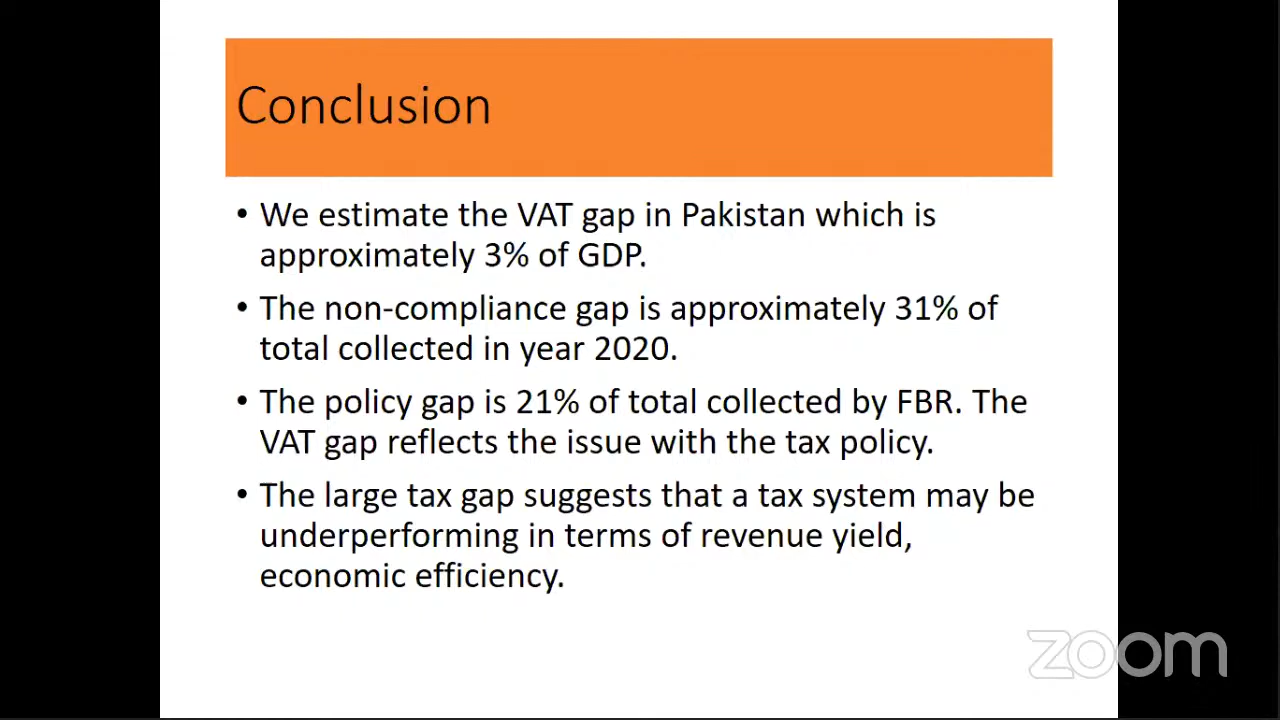 Conclusion
• We estimate the VAT gap in Pakistan which is
approximately 3% of GDP.
• The non-compliance gap is approximately 31% of
total collected in year 2020.
• The policy gap is 21% of total collected by FBR. The
VAT gap reflects the issue with the tax policy.
• The large tax gap suggests that a tax system may be
underperforming in terms of revenue yield,
economic efficiency.
zoom